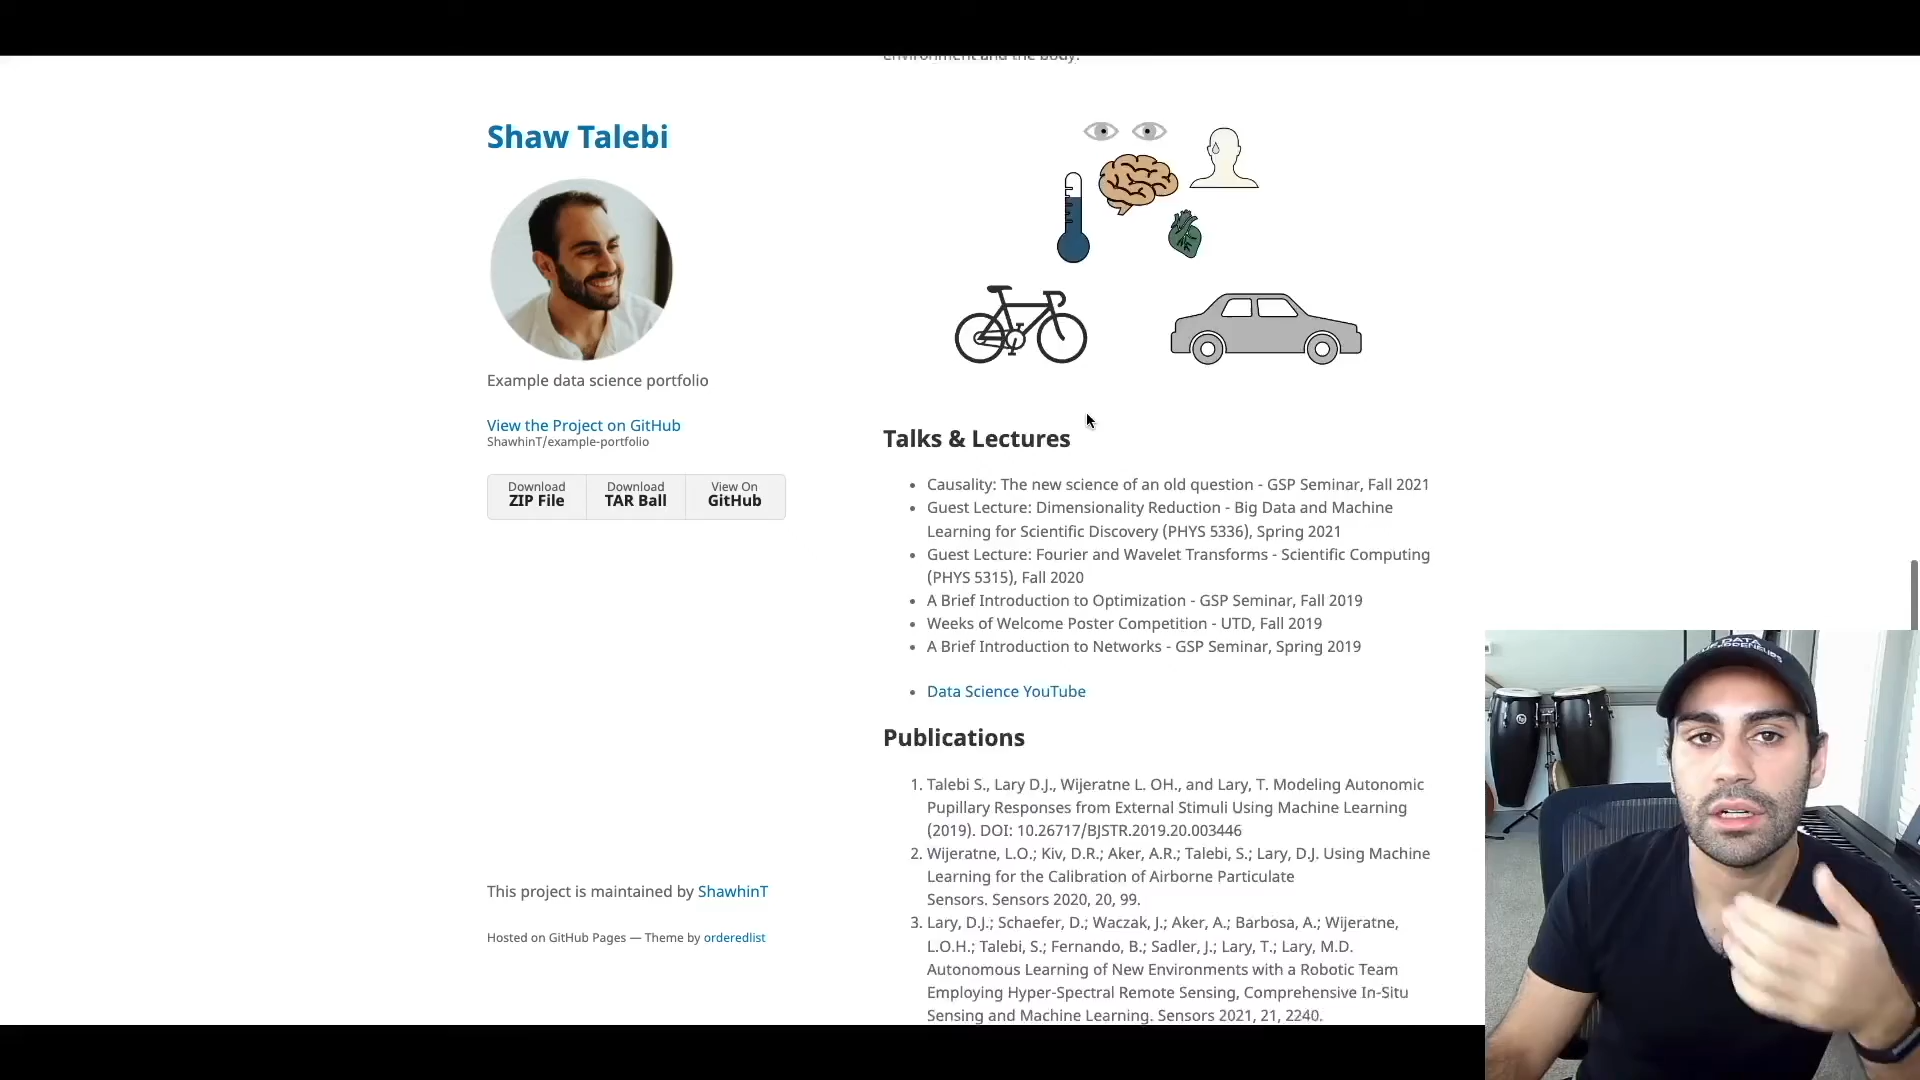 environment and the body.
Shaw Talebi
Example data science portfolio
View the Project on GitHub
ShawhinT/example-portfolio
Download
ZIP File
Download
TAR Ball
View On
GitHub
This project is maintained by ShawhinT
Hosted on GitHub Pages — Theme by orderedlist
Talks & Lectures
• Causality: The new science of an old question - GSP Seminar, Fall 2021
• Guest Lecture: Dimensionality Reduction - Big Data and Machine
Learning for Scientific Discovery (PHYS 5336), Spring 2021
• Guest Lecture: Fourier and Wavelet Transforms - Scientific Computing
(PHYS 5315), Fall 2020
• A Brief Introduction to Optimization - GSP Seminar, Fall 2019
• Weeks of Welcome Poster Competition - UTD, Fall 2019
• A Brief Introduction to Networks - GSP Seminar, Spring 2019
• Data Science YouTube
Publications
1. Talebi S., Lary D.J., Wijeratne L. OH., and Lary, T. Modeling Autonomic
Pupillary Responses from External Stimuli Using Machine Learning
(2019). DOI: 10.26717/BJSTR.2019.20.003446
2. Wijeratne, L.O.; Kiv, D.R.; Aker, A.R.; Talebi, S.; Lary, D.J. Using Machine
Learning for the Calibration of Airborne Particulate
Sensors. Sensors 2020, 20, 99.
3. Lary, D.J.; Schaefer, D.; Waczak, J.; Aker, A.; Barbosa, A.; Wijeratne,
L.O.H.; Talebi, S.; Fernando, B.; Sadler, J.; Lary, T.; Lary, M.D.
Autonomous Learning of New Environments with a Robotic Team
Employing Hyper-Spectral Remote Sensing, Comprehensive In-Situ
Sensing and Machine Learning. Sensors 2021, 21, 2240.
DATA